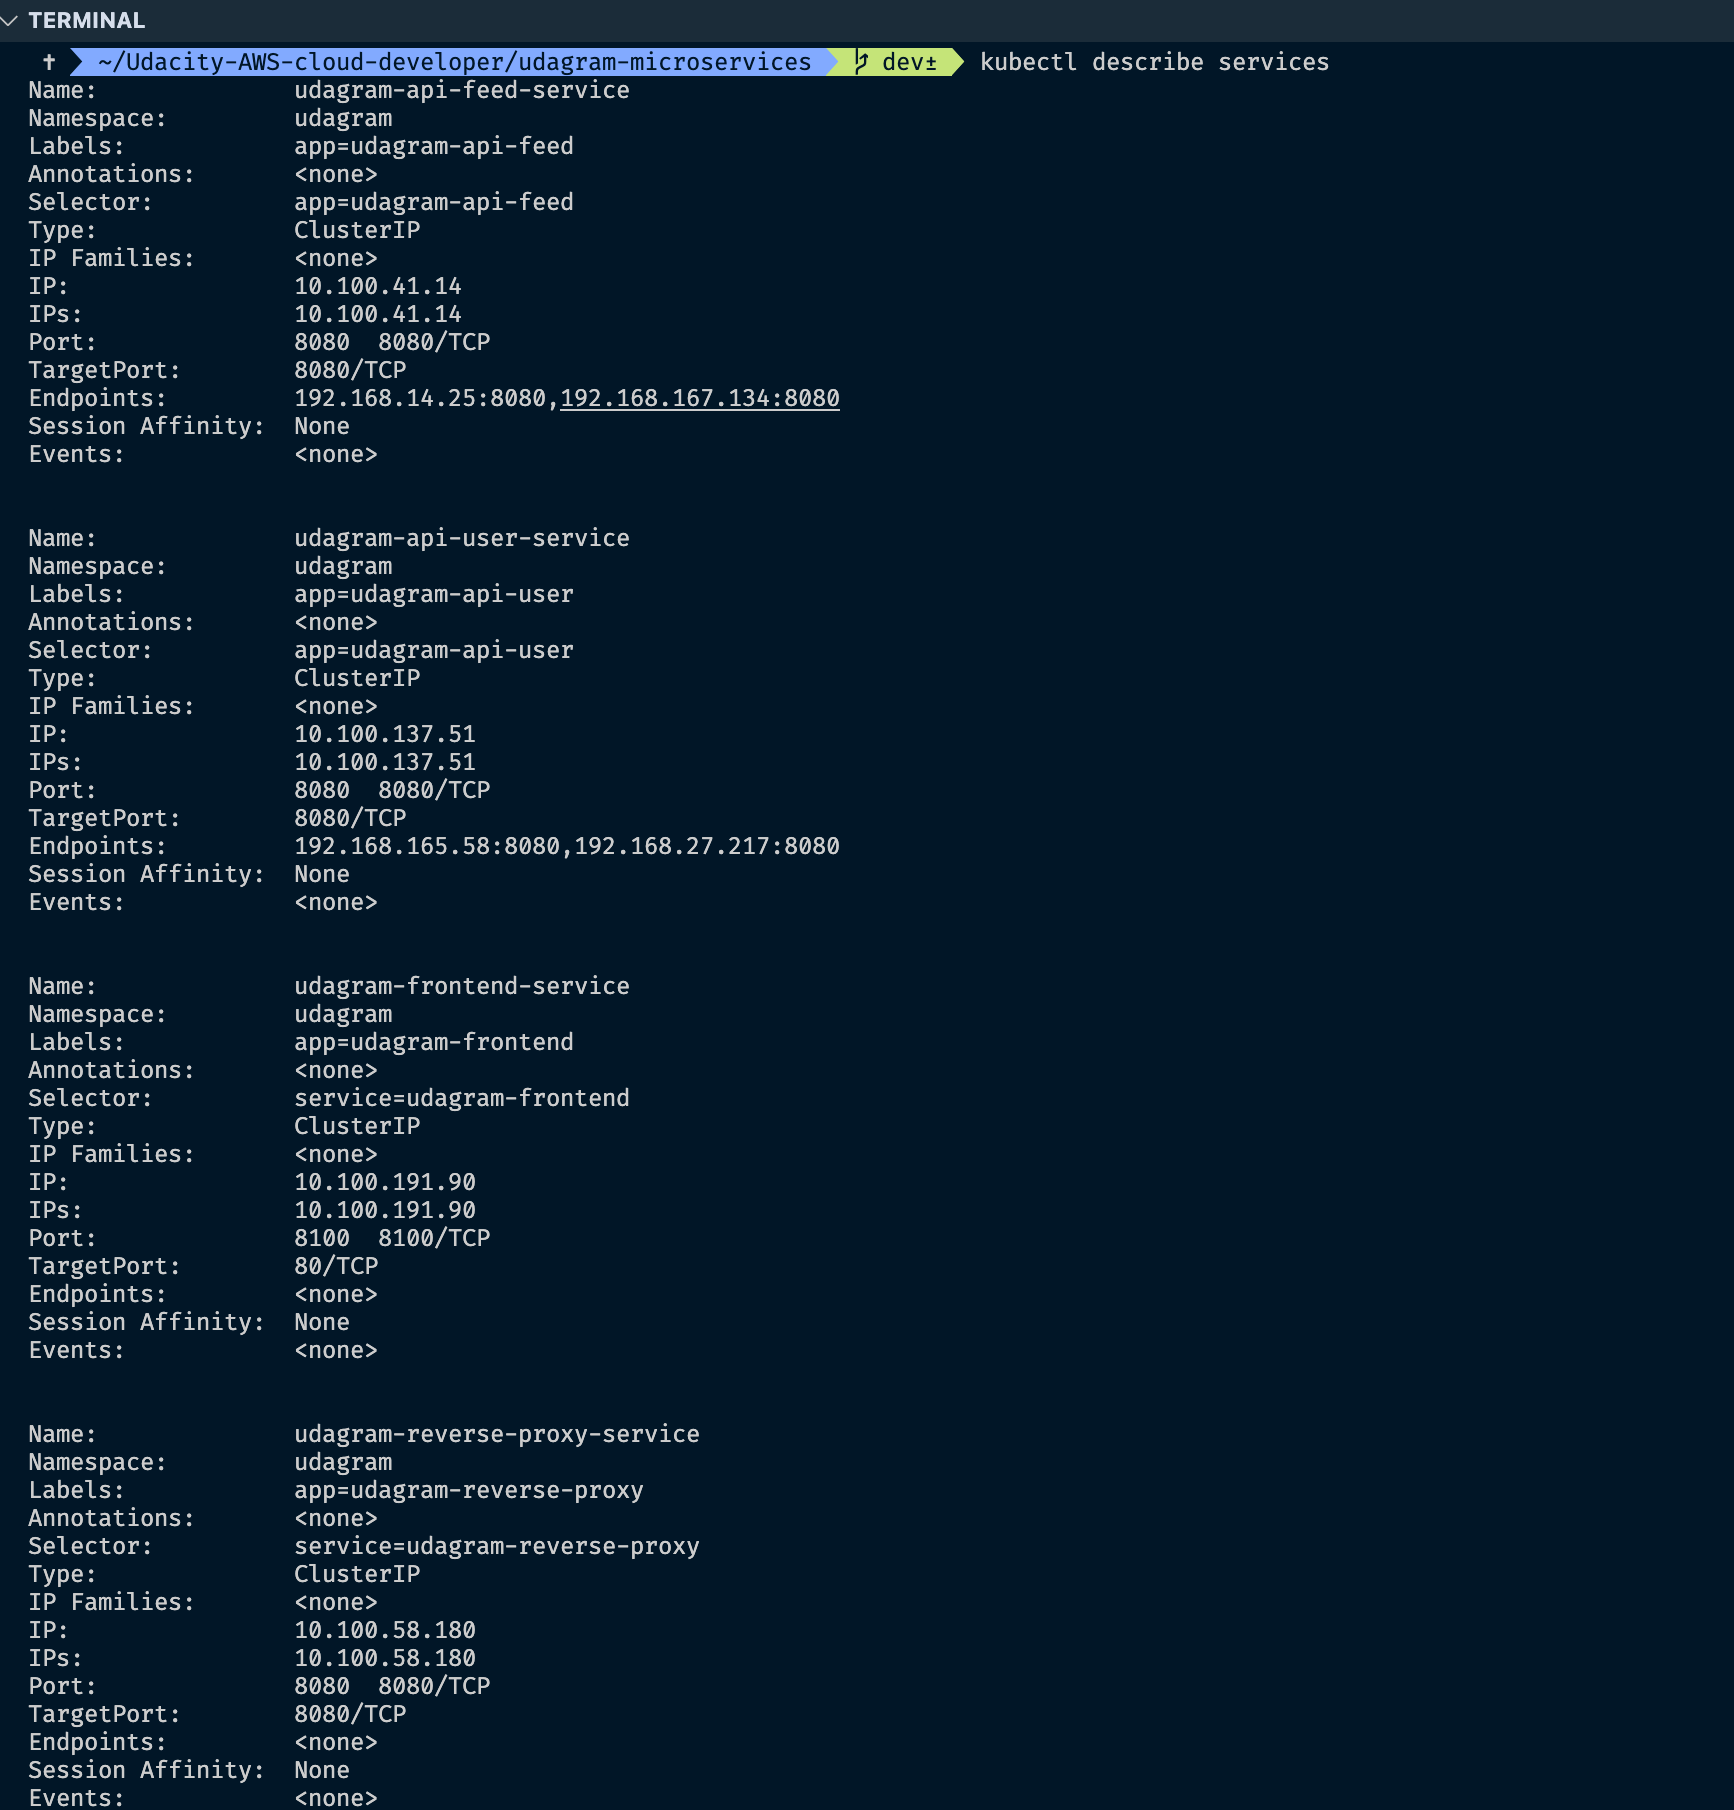 TERMINAL
~/Udacity-AWS-cloud-developer/udagram-microservices dev± kubectl describe services
Name: udagram-api-feed-service
Namespace: udagram
Labels: app=udagram-api-feed
Annotations: <none>
Selector: app=udagram-api-feed
Type: ClusterIP
IP Families: <none>
IP: 10.100.41.14
IPs: 10.100.41.14
Port: 8080 8080/TCP
TargetPort: 8080/TCP
Endpoints: 192.168.14.25:8080,192.168.167.134:8080
Session Affinity: None
Events: <none>
Name: udagram-api-user-service
Namespace: udagram
Labels: app=udagram-api-user
Annotations: <none>
Selector: app=udagram-api-user
Type: ClusterIP
IP Families: <none>
IP: 10.100.137.51
IPs: 10.100.137.51
Port: 8080 8080/TCP
TargetPort: 8080/TCP
Endpoints: 192.168.165.58:8080,192.168.27.217:8080
Session Affinity: None
Events: <none>
Name: udagram-frontend-service
Namespace: udagram
Labels: app=udagram-frontend
Annotations: <none>
Selector: service=udagram-frontend
Type: ClusterIP
IP Families: <none>
IP: 10.100.191.90
IPs: 10.100.191.90
Port: 8100 8100/TCP
TargetPort: 80/TCP
Endpoints: <none>
Session Affinity: None
Events: <none>
Name: udagram-reverse-proxy-service
Namespace: udagram
Labels: app=udagram-reverse-proxy
Annotations: <none>
Selector: service=udagram-reverse-proxy
Type: ClusterIP
IP Families: <none>
IP: 10.100.58.180
IPs: 10.100.58.180
Port: 8080 8080/TCP
TargetPort: 8080/TCP
Endpoints: <none>
Session Affinity: None
Events: <none>